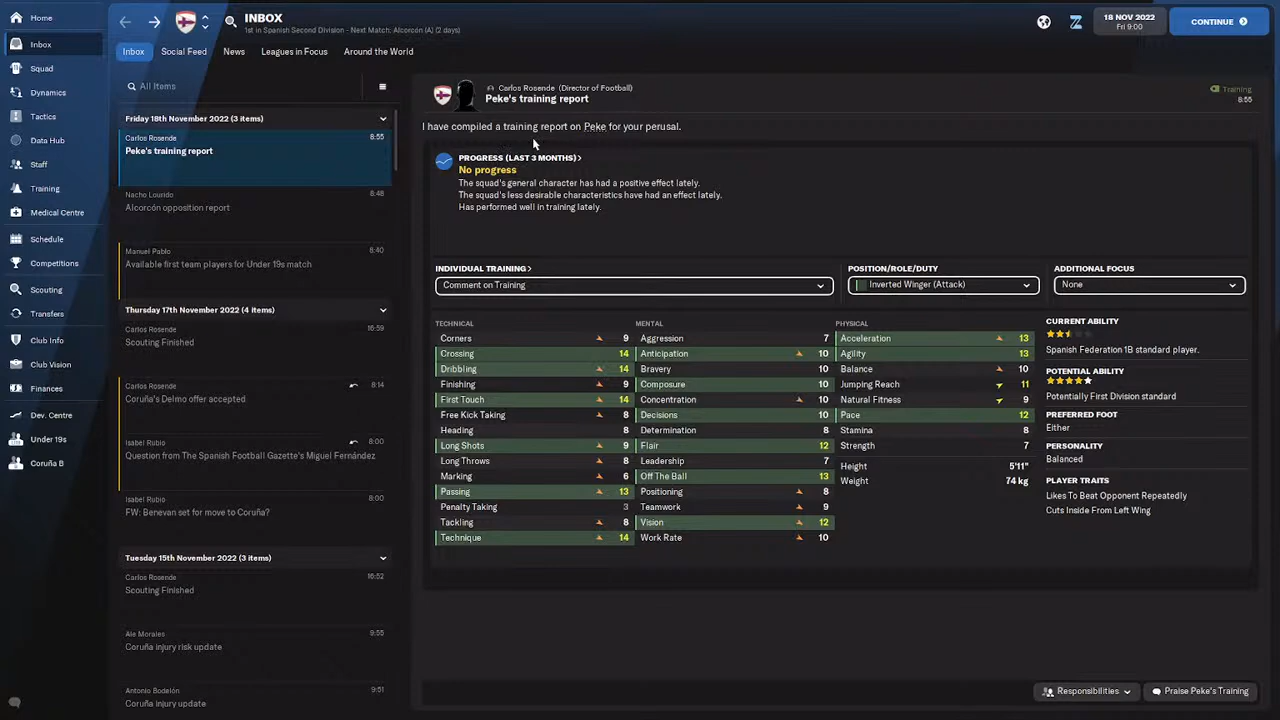 Home
Inbox
Squad
Dynamics
Tactics
Data Hub
Staff
Training
Medical Centre
Schedule
Competitions
Scouting
Transfers
Club Info
Club Vision
Finances
Dev. Centre
Under 19s
Coruña B
INBOX
1st in Spanish Second Division - Next Match: Alcorcón (A) (2 days)
18 NOV 2022
Fri 9:00
CONTINUE
Inbox
Social Feed
News
Leagues in Focus
Around the World
All Items
Friday 18th November 2022 (3 items)
Carlos Rosende 8:55
Peke's training report
Nacho Lourido 8:48
Alcorcón opposition report
Manuel Pablo 8:40
Available first team players for Under 19s match
Thursday 17th November 2022 (4 items)
Carlos Rosende 16:59
Scouting Finished
Carlos Rosende 8:14
Coruña's Delmo offer accepted
Isabel Rubio 8:00
Question from The Spanish Football Gazette's Miguel Fernández
Isabel Rubio 8:00
FW: Benevan set for move to Coruña?
Tuesday 15th November 2022 (3 items)
Carlos Rosende 16:52
Scouting Finished
Ale Morales 9:55
Coruña injury risk update
Antonio Bodelón 9:51
Coruña injury update
Carlos Rosende (Director of Football)
Peke's training report
Training
8:55
I have compiled a training report on Peke for your perusal.
PROGRESS (LAST 3 MONTHS) >
No progress
The squad's general character has had a positive effect lately.
The squad's less desirable characteristics have had an effect lately.
Has performed well in training lately.
INDIVIDUAL TRAINING >
Comment on Training
POSITION/ROLE/DUTY
Inverted Winger (Attack)
ADDITIONAL FOCUS
None
TECHNICAL
Corners 9
Crossing 14
Dribbling 14
Finishing 9
First Touch 14
Free Kick Taking 8
Heading 8
Long Shots 9
Long Throws 8
Marking 6
Passing 13
Penalty Taking 3
Tackling 8
Technique 14
MENTAL
Aggression 7
Anticipation 10
Bravery 10
Composure 10
Concentration 10
Decisions 10
Determination 8
Flair 12
Leadership 7
Off The Ball 13
Positioning 8
Teamwork 9
Vision 12
Work Rate 10
PHYSICAL
Acceleration 13
Agility 13
Balance 10
Jumping Reach 11
Natural Fitness 9
Pace 12
Stamina 8
Strength 7
Height 5'11"
Weight 74 kg
CURRENT ABILITY
Spanish Federation 1B standard player.
POTENTIAL ABILITY
Potentially First Division standard
PREFERRED FOOT
Either
PERSONALITY
Balanced
PLAYER TRAITS
Likes To Beat Opponent Repeatedly
Cuts Inside From Left Wing
Responsibilities
Praise Peke's Training